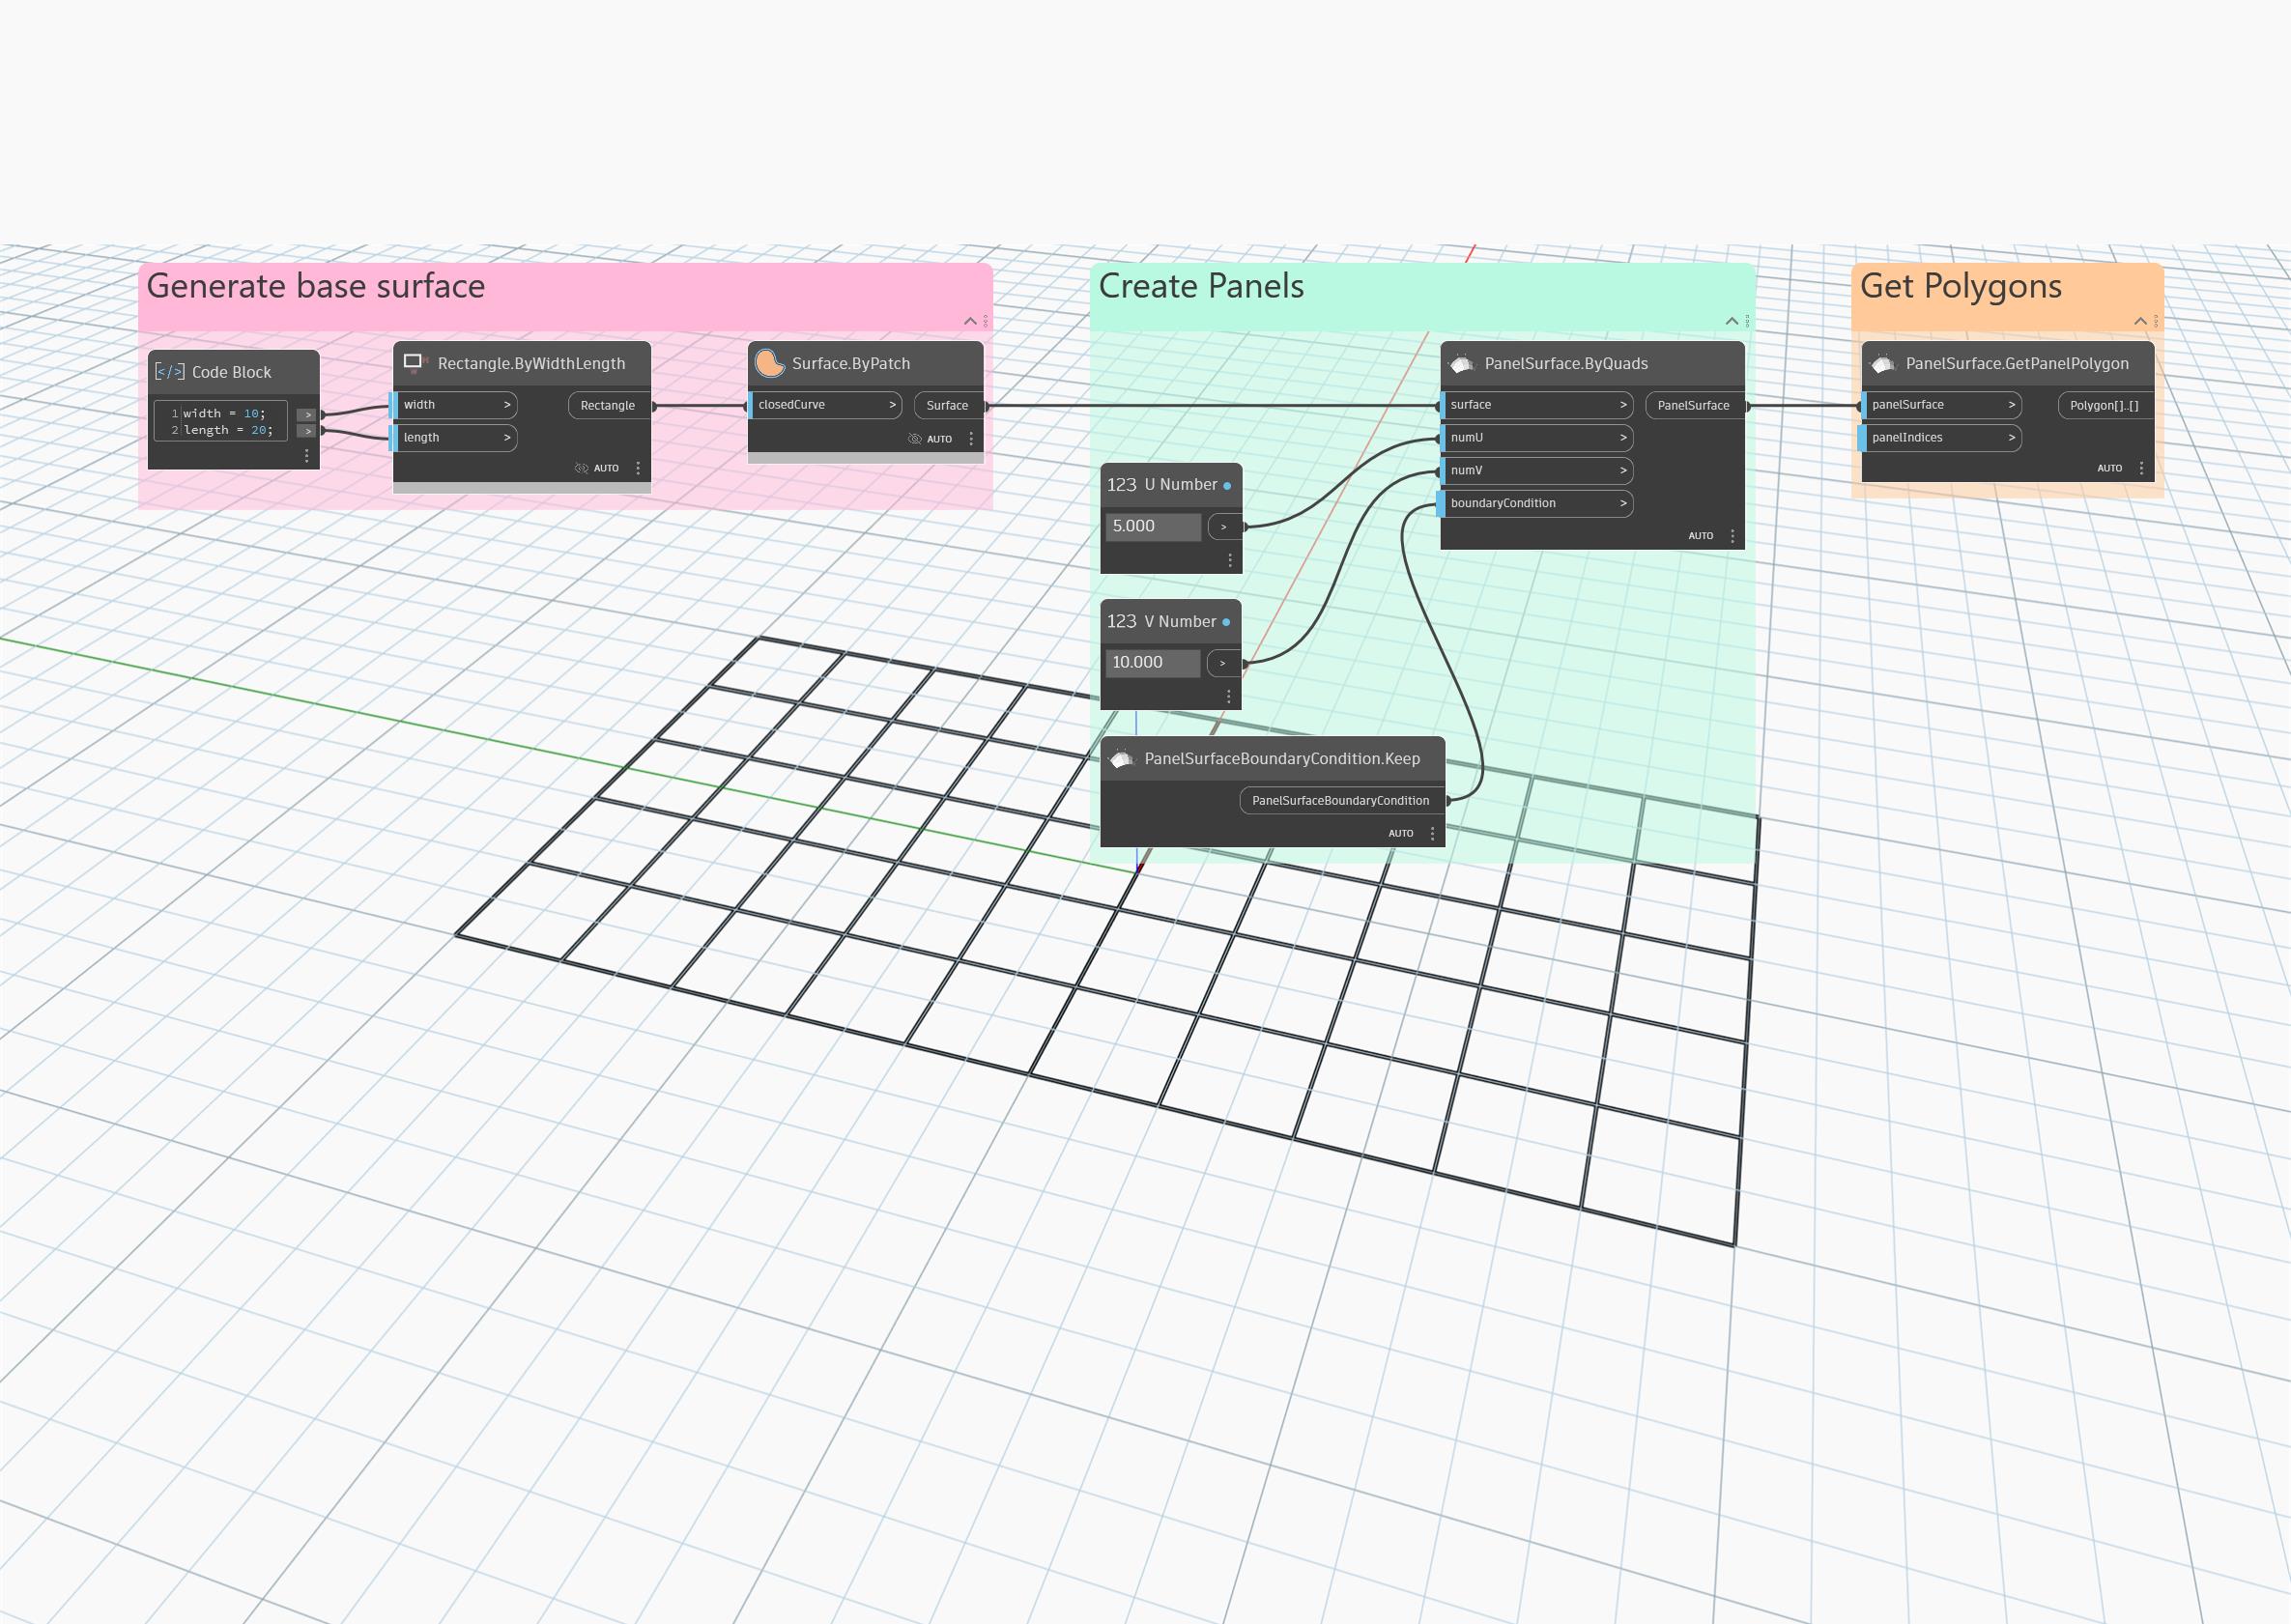 Generate base surface
Code Block
1 width = 10; >
2 length = 20; >
Rectangle.ByWidthLength
width > Rectangle
length >
AUTO
Surface.ByPatch
closedCurve > Surface
AUTO
Create Panels
123 U Number
5.000 >
123 V Number
10.000 >
PanelSurfaceBoundaryCondition.Keep
PanelSurfaceBoundaryCondition
AUTO
PanelSurface.ByQuads
surface > PanelSurface
numU >
numV >
boundaryCondition >
AUTO
Get Polygons
PanelSurface.GetPanelPolygon
panelSurface > Polygon[]..[]
panelIndices >
AUTO